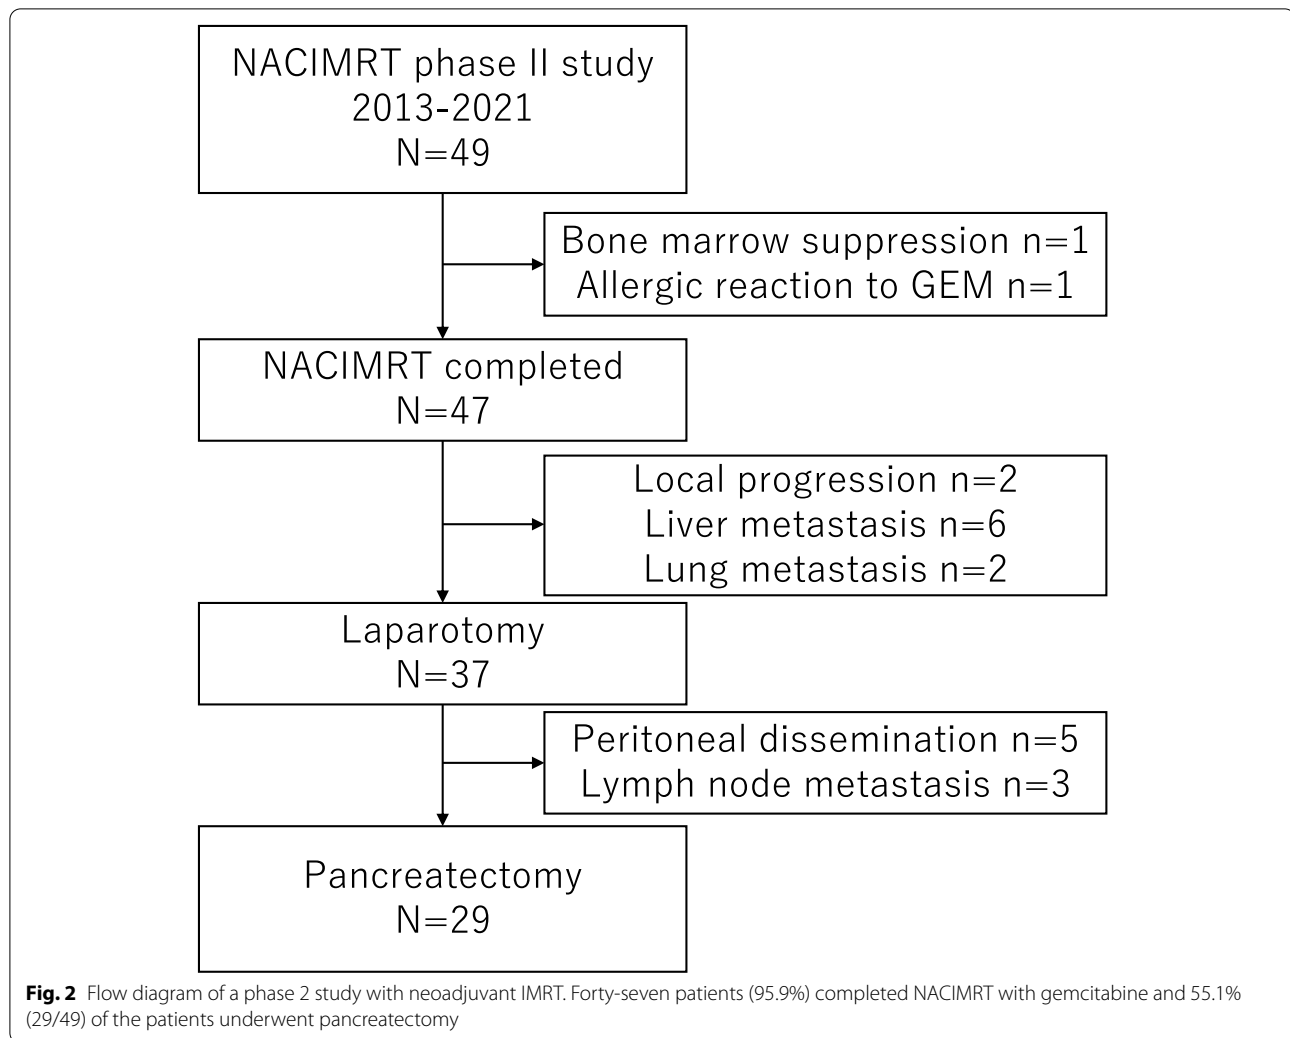 NACIMRT phase II study
2013-2021
N=49
Bone marrow suppression n=1
Allergic reaction to GEM n=1
NACIMRT completed
N=47
Local progression n=2
Liver metastasis n=6
Lung metastasis n=2
Laparotomy
N=37
Peritoneal dissemination n=5
Lymph node metastasis n=3
Pancreatectomy
N=29
Fig. 2 Flow diagram of a phase 2 study with neoadjuvant IMRT. Forty-seven patients (95.9%) completed NACIMRT with gemcitabine and 55.1%
(29/49) of the patients underwent pancreatectomy